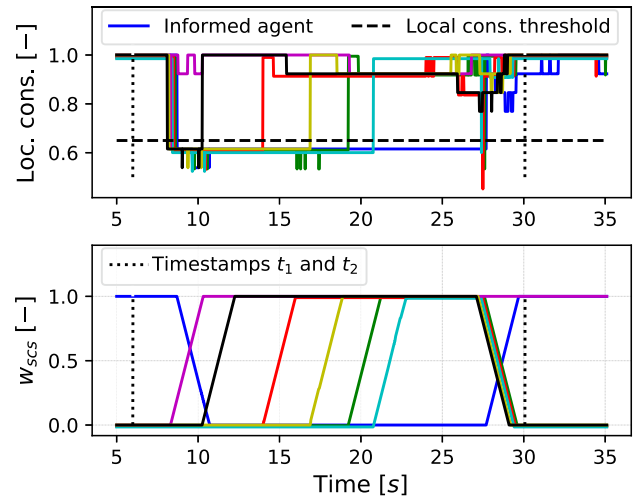 Informed agent
Local cons. threshold
Loc. cons. [−]
1.0
0.8
0.6
5 10 15 20 25 30 35
Timestamps t₁ and t₂
w_scs [−]
1.0
0.5
0.0
5 10 15 20 25 30 35
Time [s]